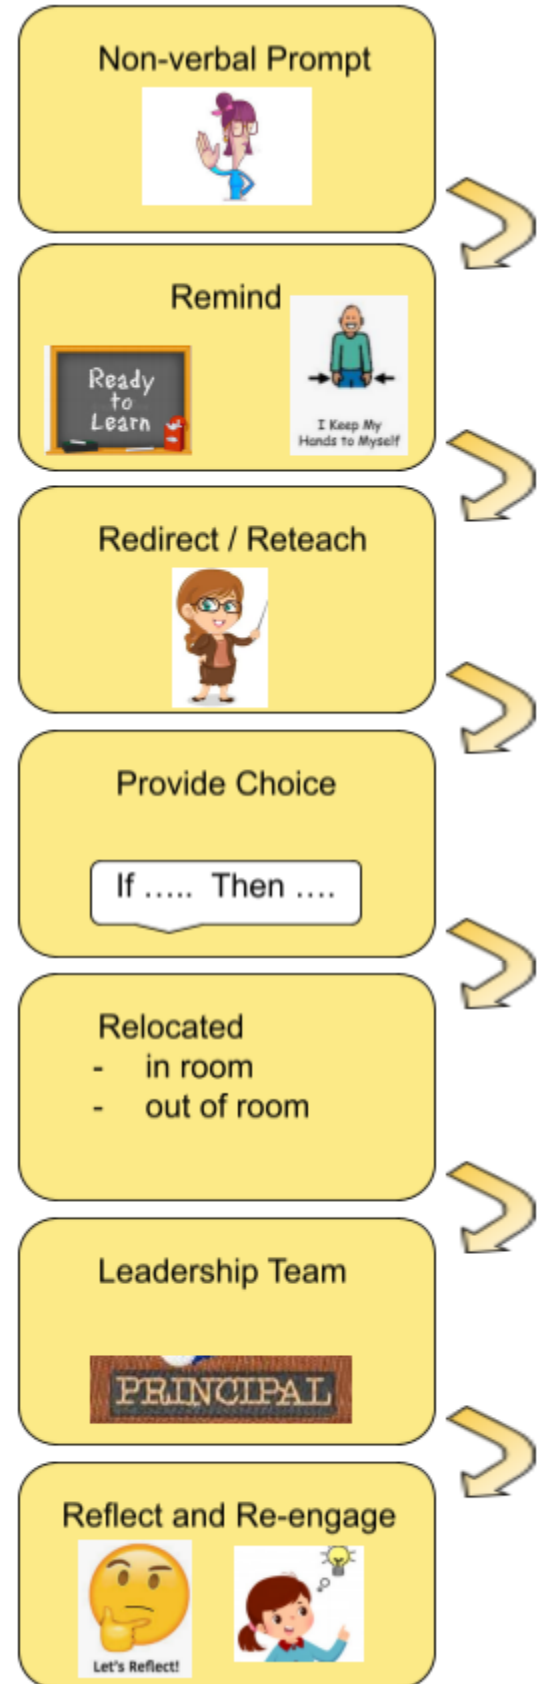 Non-verbal Prompt
Remind
Ready
to
Learn
I Keep My
Hands to Myself
Redirect / Reteach
Provide Choice
If ..... Then ....
Relocated
- in room
- out of room
Leadership Team
PRINCIPAL
Reflect and Re-engage
Let's Reflect!